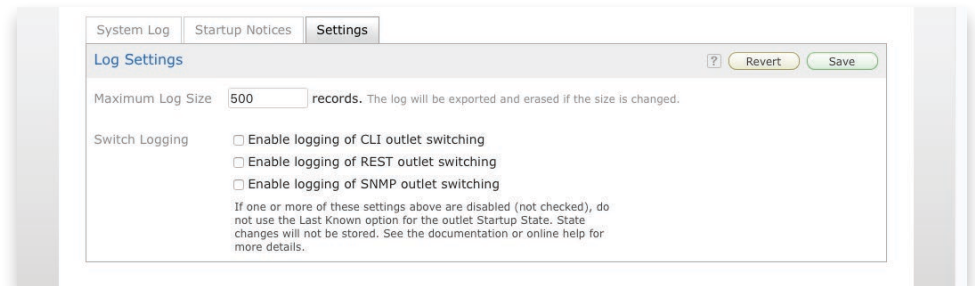 System Log Startup Notices Settings
Log Settings ? Revert Save
Maximum Log Size 500 records. The log will be exported and erased if the size is changed.
Switch Logging Enable logging of CLI outlet switching
Enable logging of REST outlet switching
Enable logging of SNMP outlet switching
If one or more of these settings above are disabled (not checked), do
not use the Last Known option for the outlet Startup State. State
changes will not be stored. See the documentation or online help for
more details.